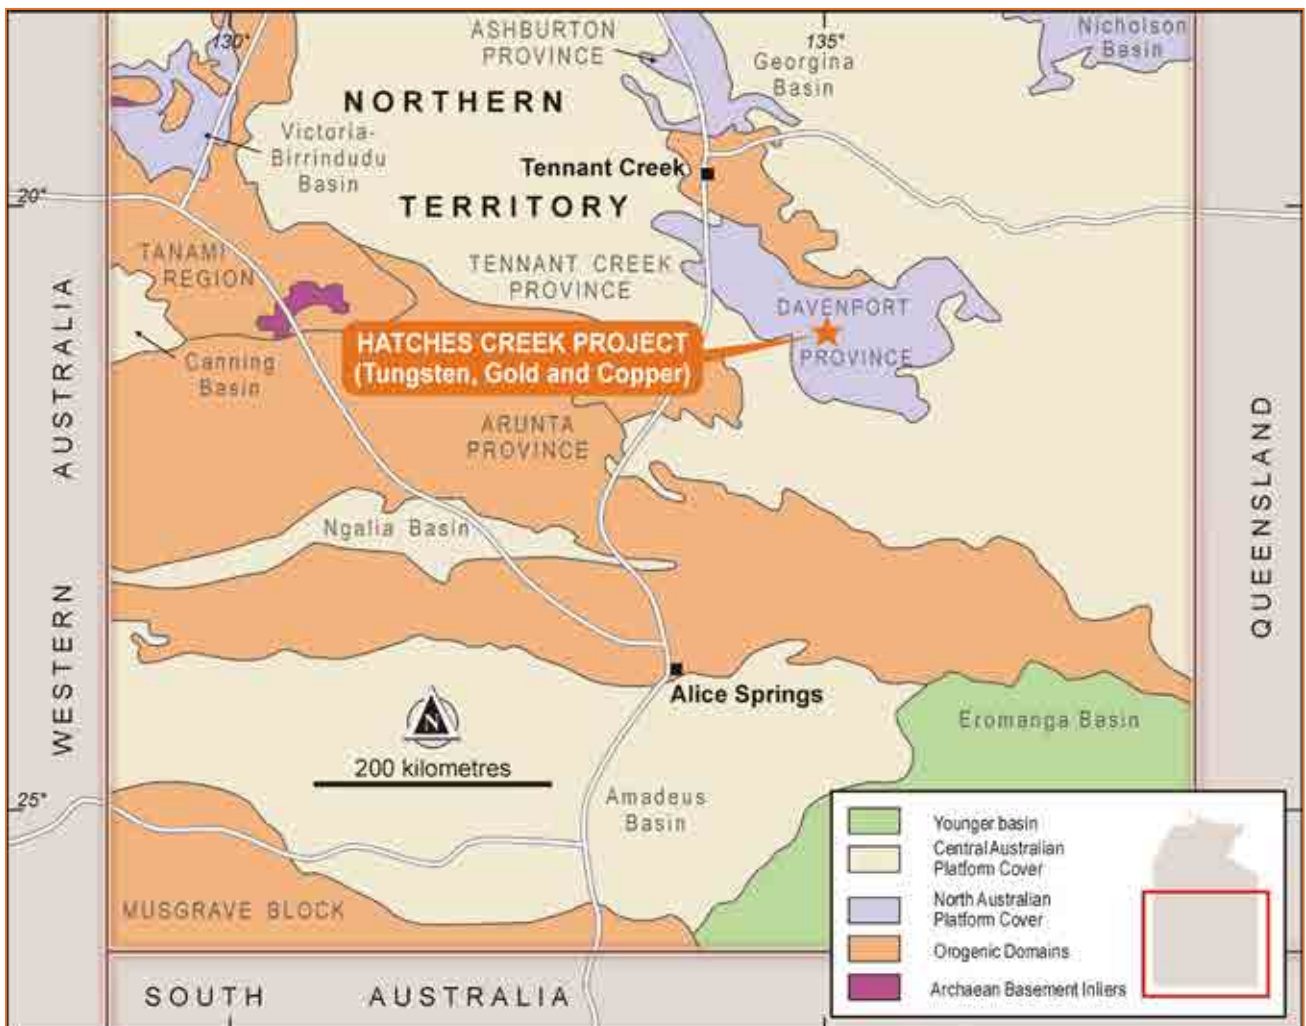 ASHBURTON
PROVINCE
130°
135°
Nicholson
Basin
Georgina
Basin
NORTHERN
Victoria-
Birrindudu
Basin
Tennant Creek
TERRITORY
20°
TANAMI
REGION
TENNANT CREEK
PROVINCE
DAVENPORT
PROVINCE
HATCHES CREEK PROJECT
(Tungsten, Gold and Copper)
Canning
Basin
ARUNTA
PROVINCE
WESTERN AUSTRALIA
QUEENSLAND
Ngalia Basin
Alice Springs
Eromanga Basin
N
200 kilometres
Amadeus
Basin
25°
MUSGRAVE BLOCK
SOUTH AUSTRALIA
Younger basin
Central Australian
Platform Cover
North Australian
Platform Cover
Orogenic Domains
Archaean Basement Inliers